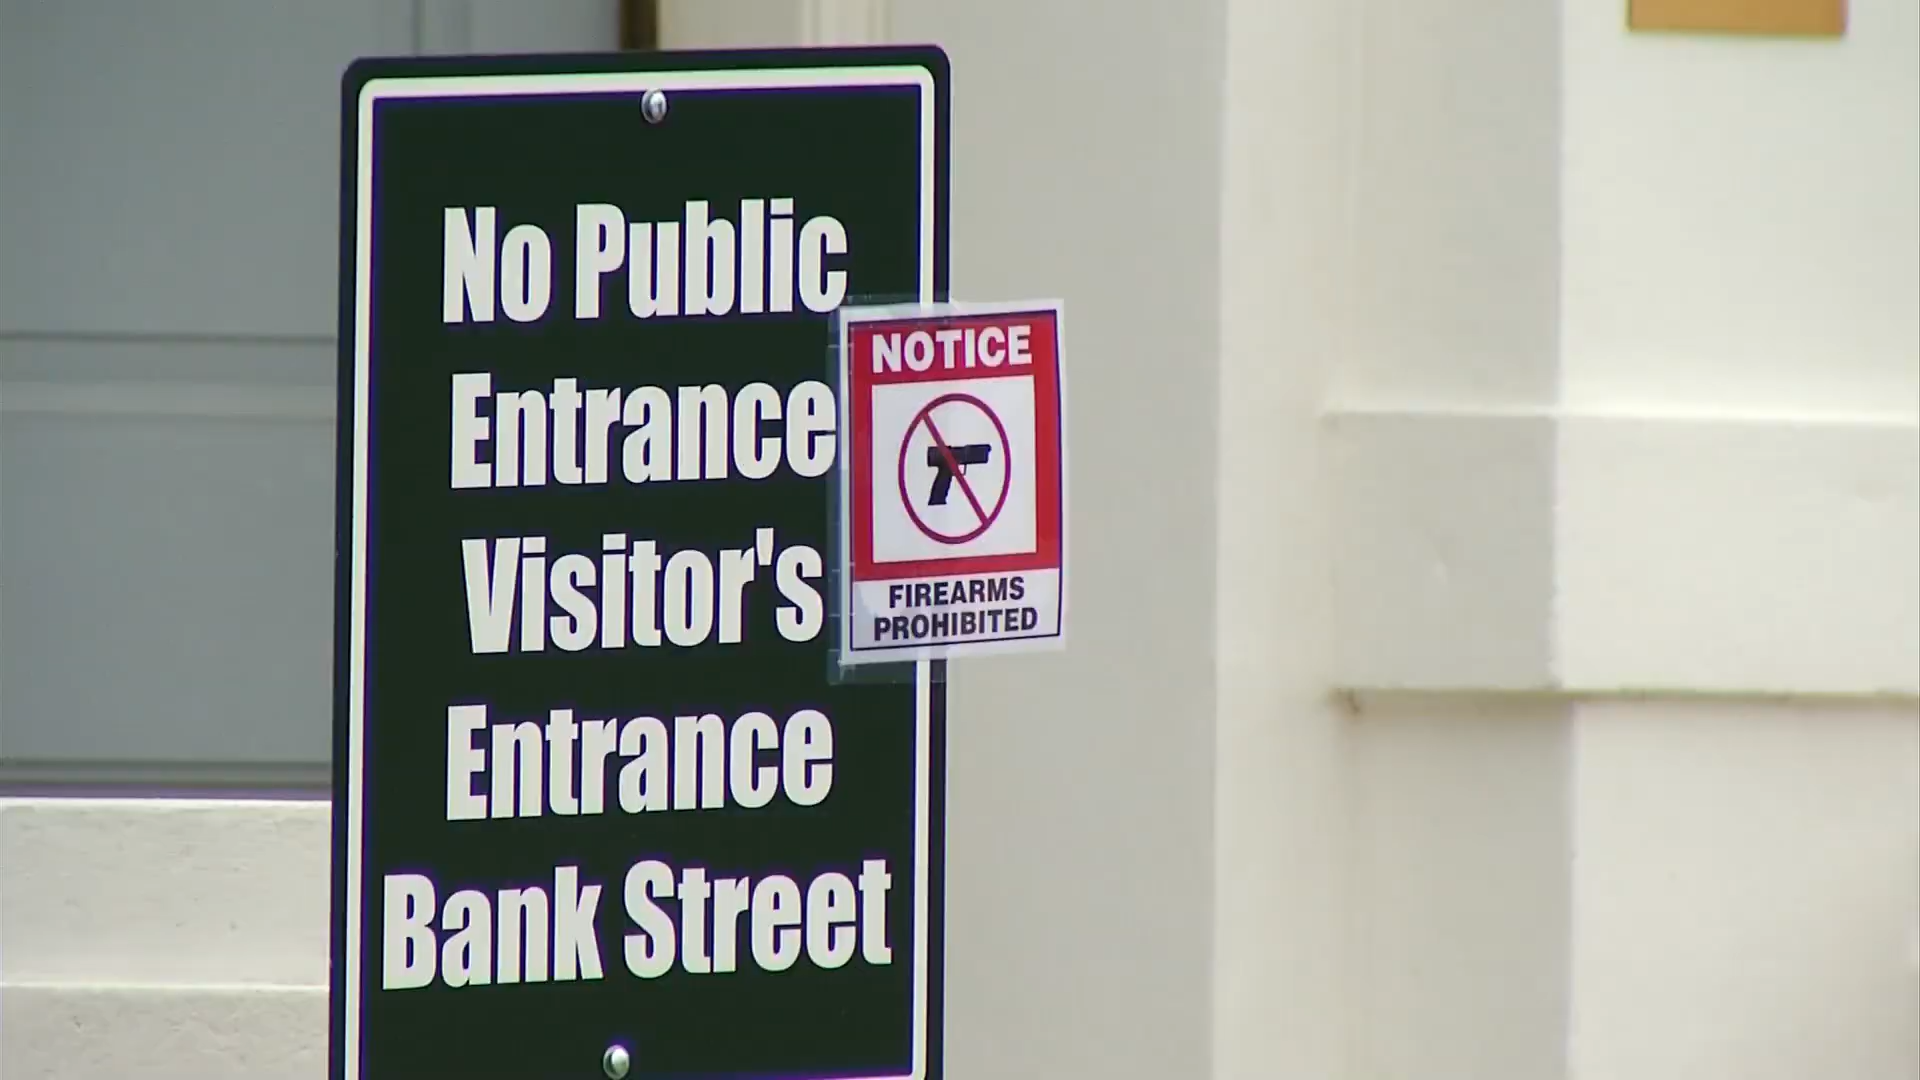 No Public
Entrance
Visitor's
Entrance
Bank Street
NOTICE
FIREARMS
PROHIBITED